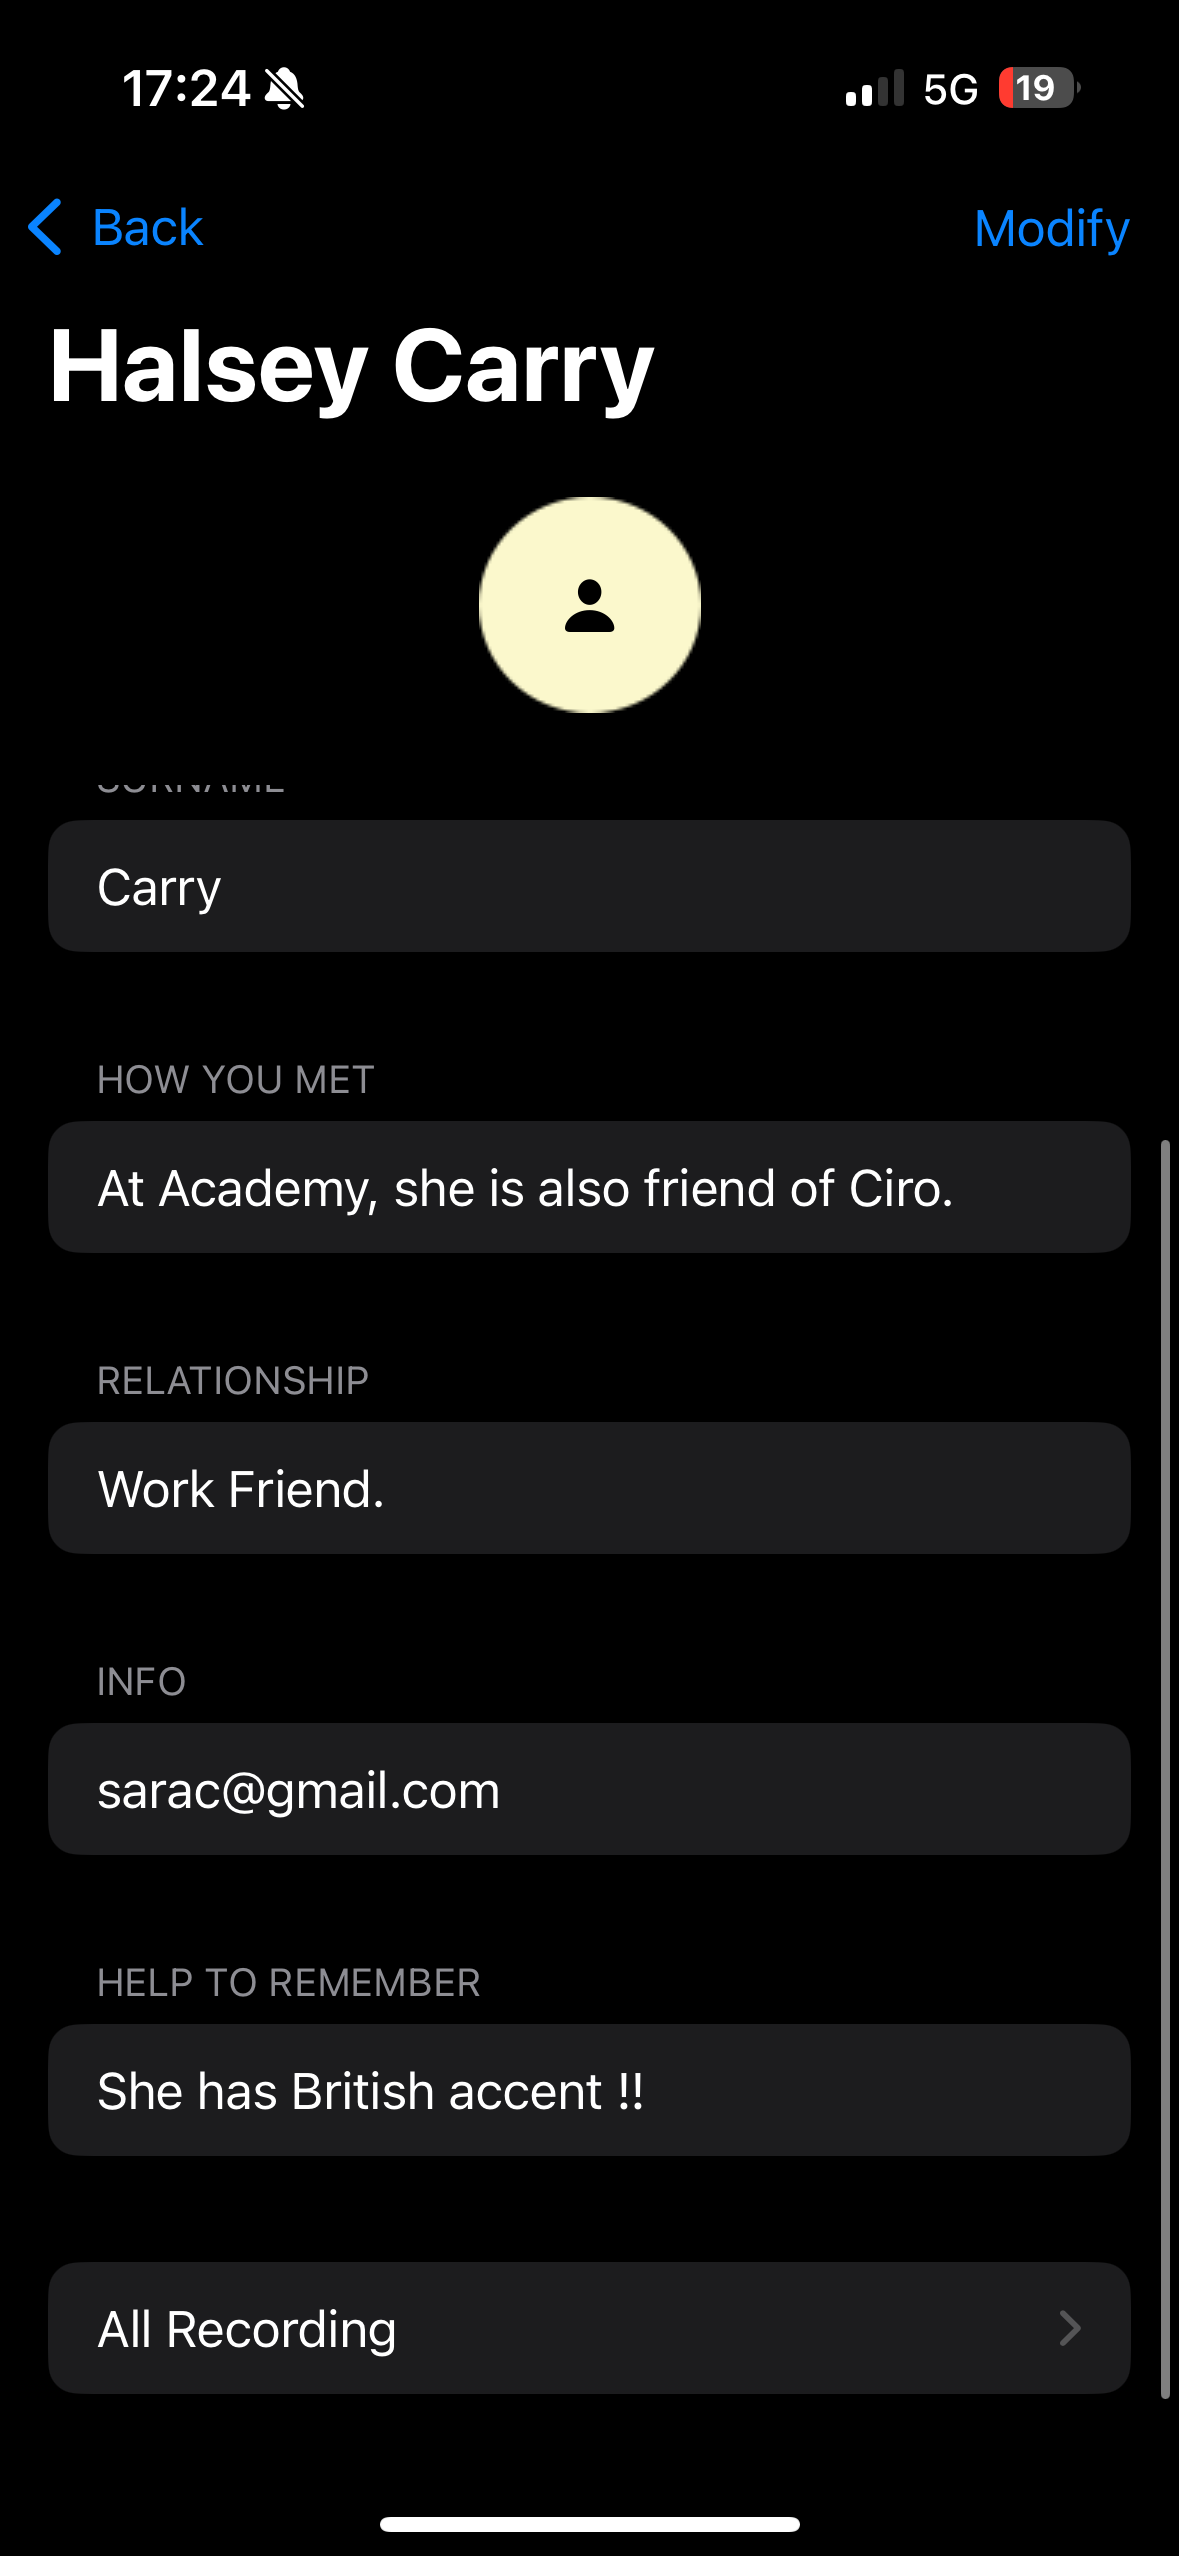 17:24
5G
19
Back
Modify
Halsey Carry
SURNAME
Carry
HOW YOU MET
At Academy, she is also friend of Ciro.
RELATIONSHIP
Work Friend.
INFO
sarac@gmail.com
HELP TO REMEMBER
She has British accent !!
All Recording